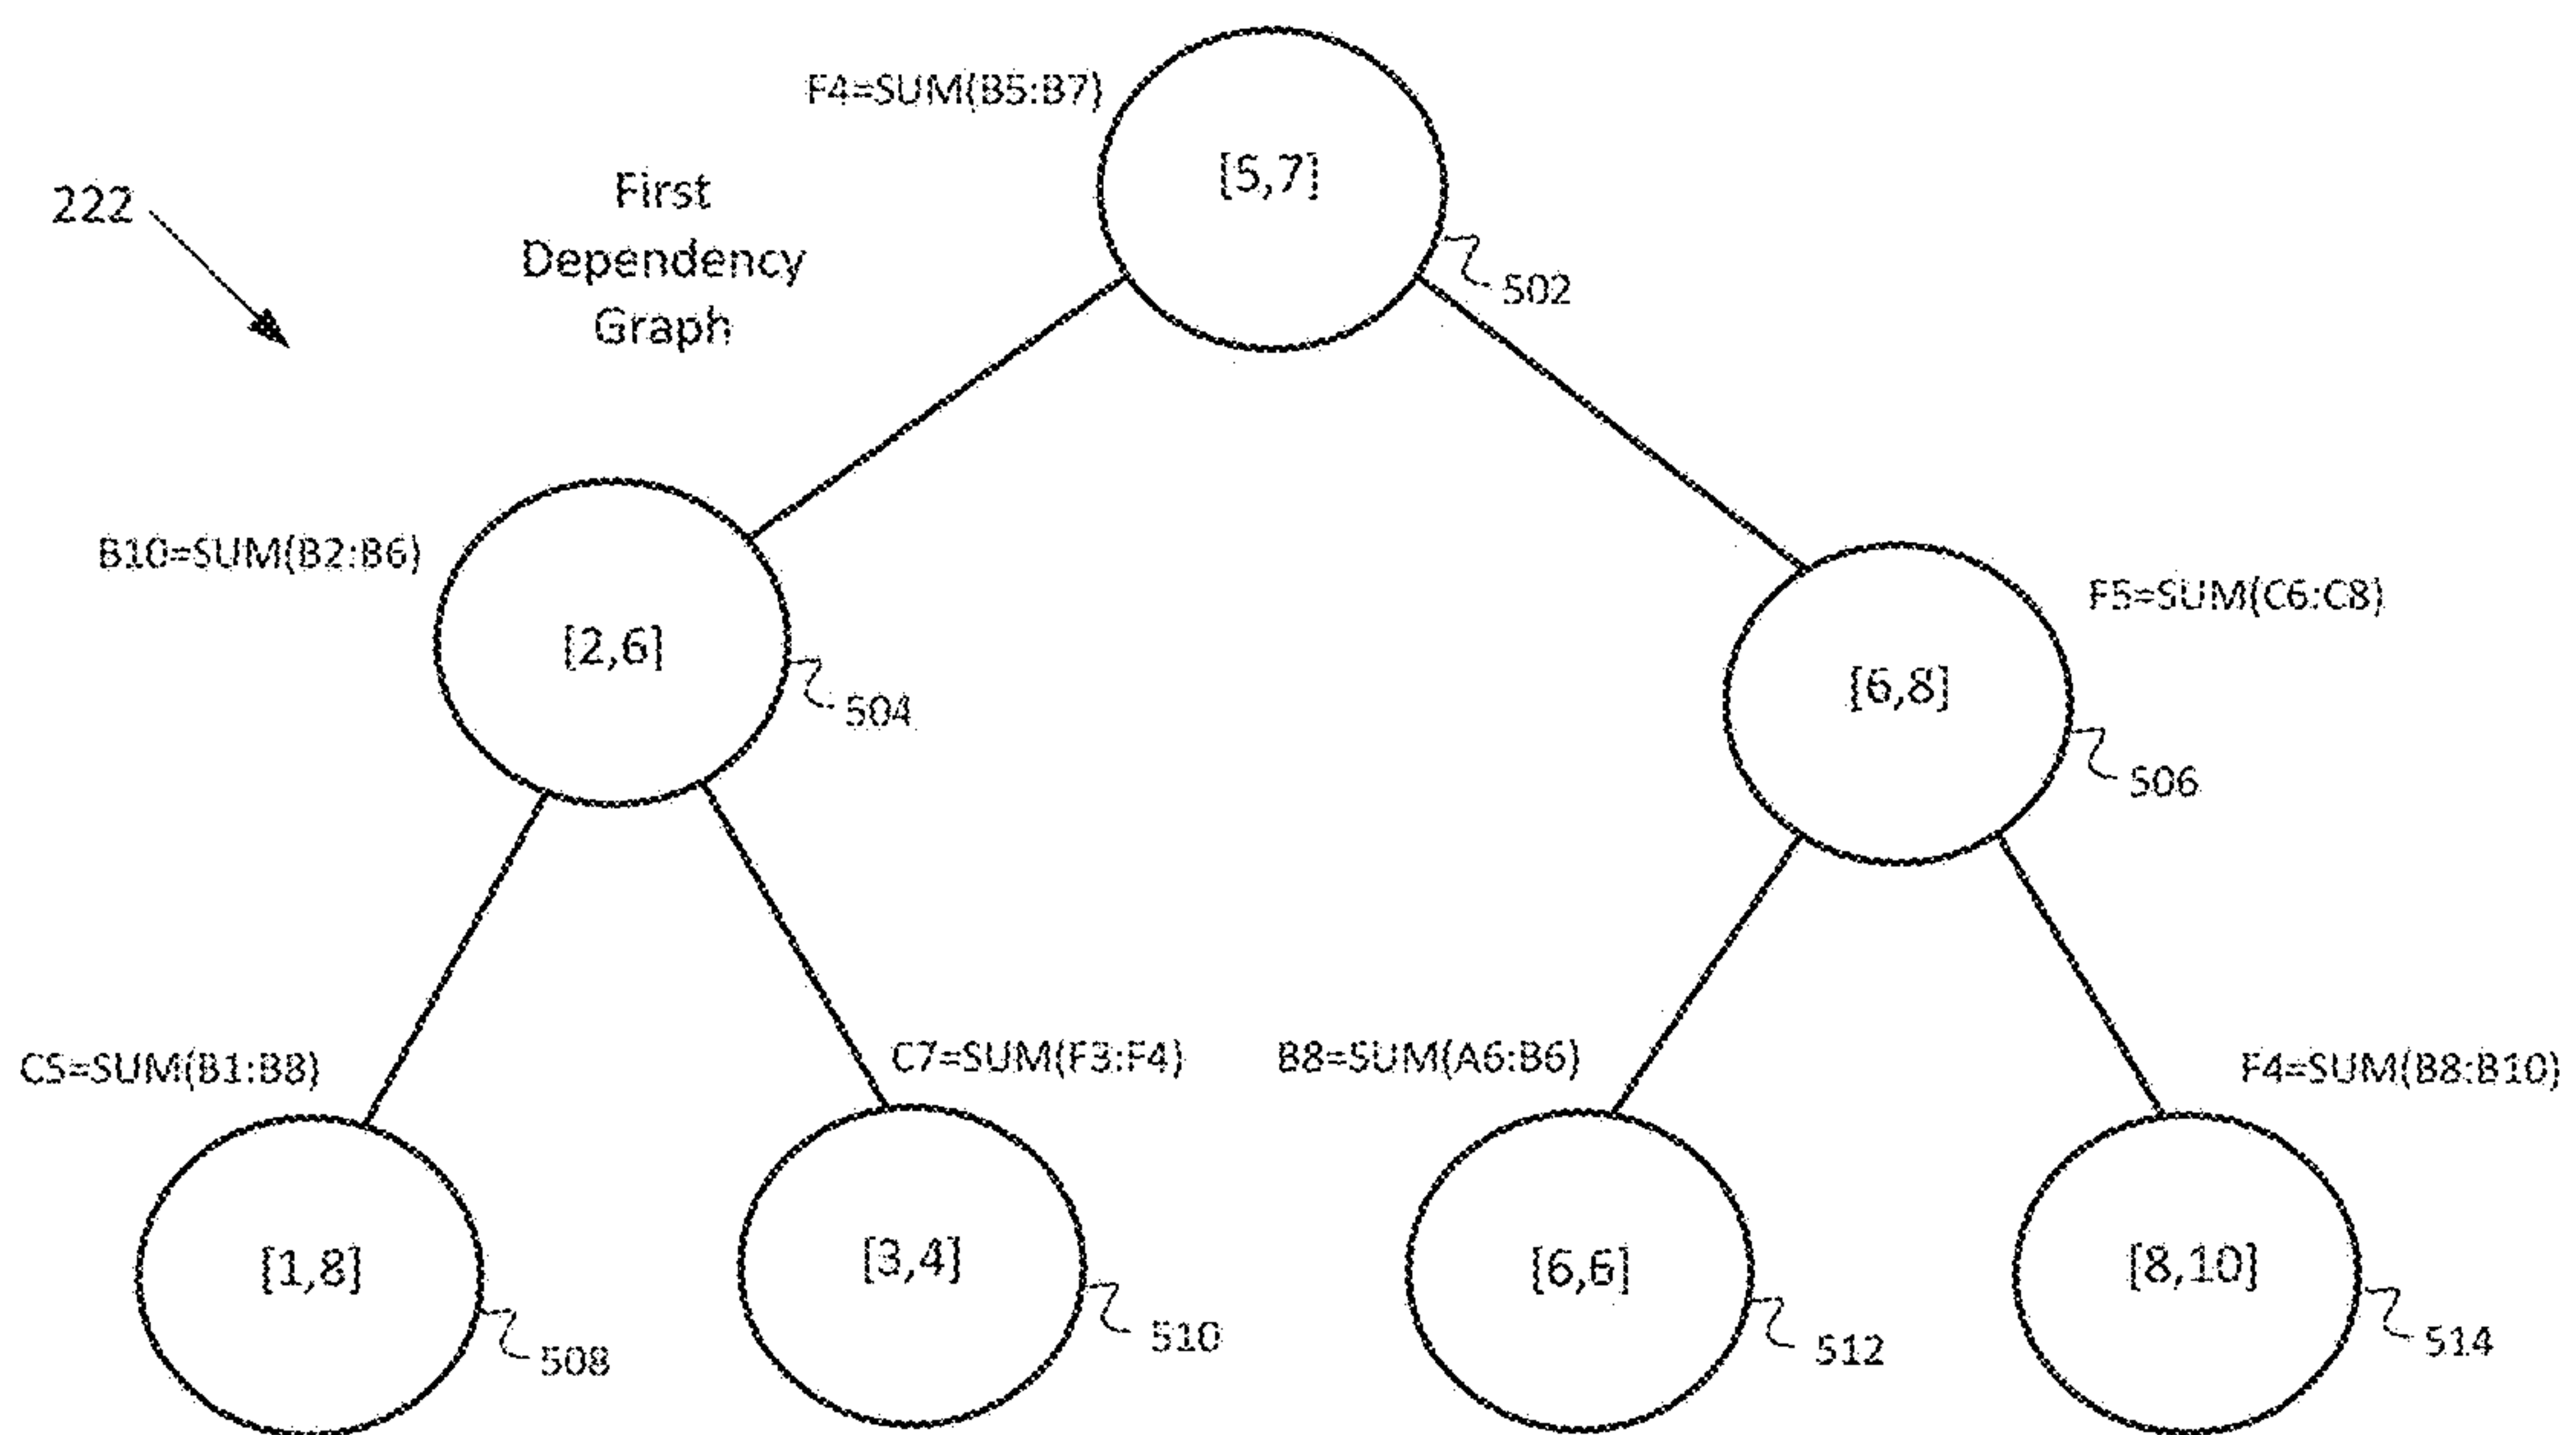 F4=SUM(B5:B7)
[5,7]
502
222
First
Dependency
Graph
B10=SUM(B2:B6)
[2,6]
504
F5=SUM(C6:C8)
[6,8]
506
C5=SUM(B1:B8)
[1,8]
508
C7=SUM(F3:F4)
[3,4]
510
B8=SUM(A6:B6)
[6,6]
512
F4=SUM(B8:B10)
[8,10]
514